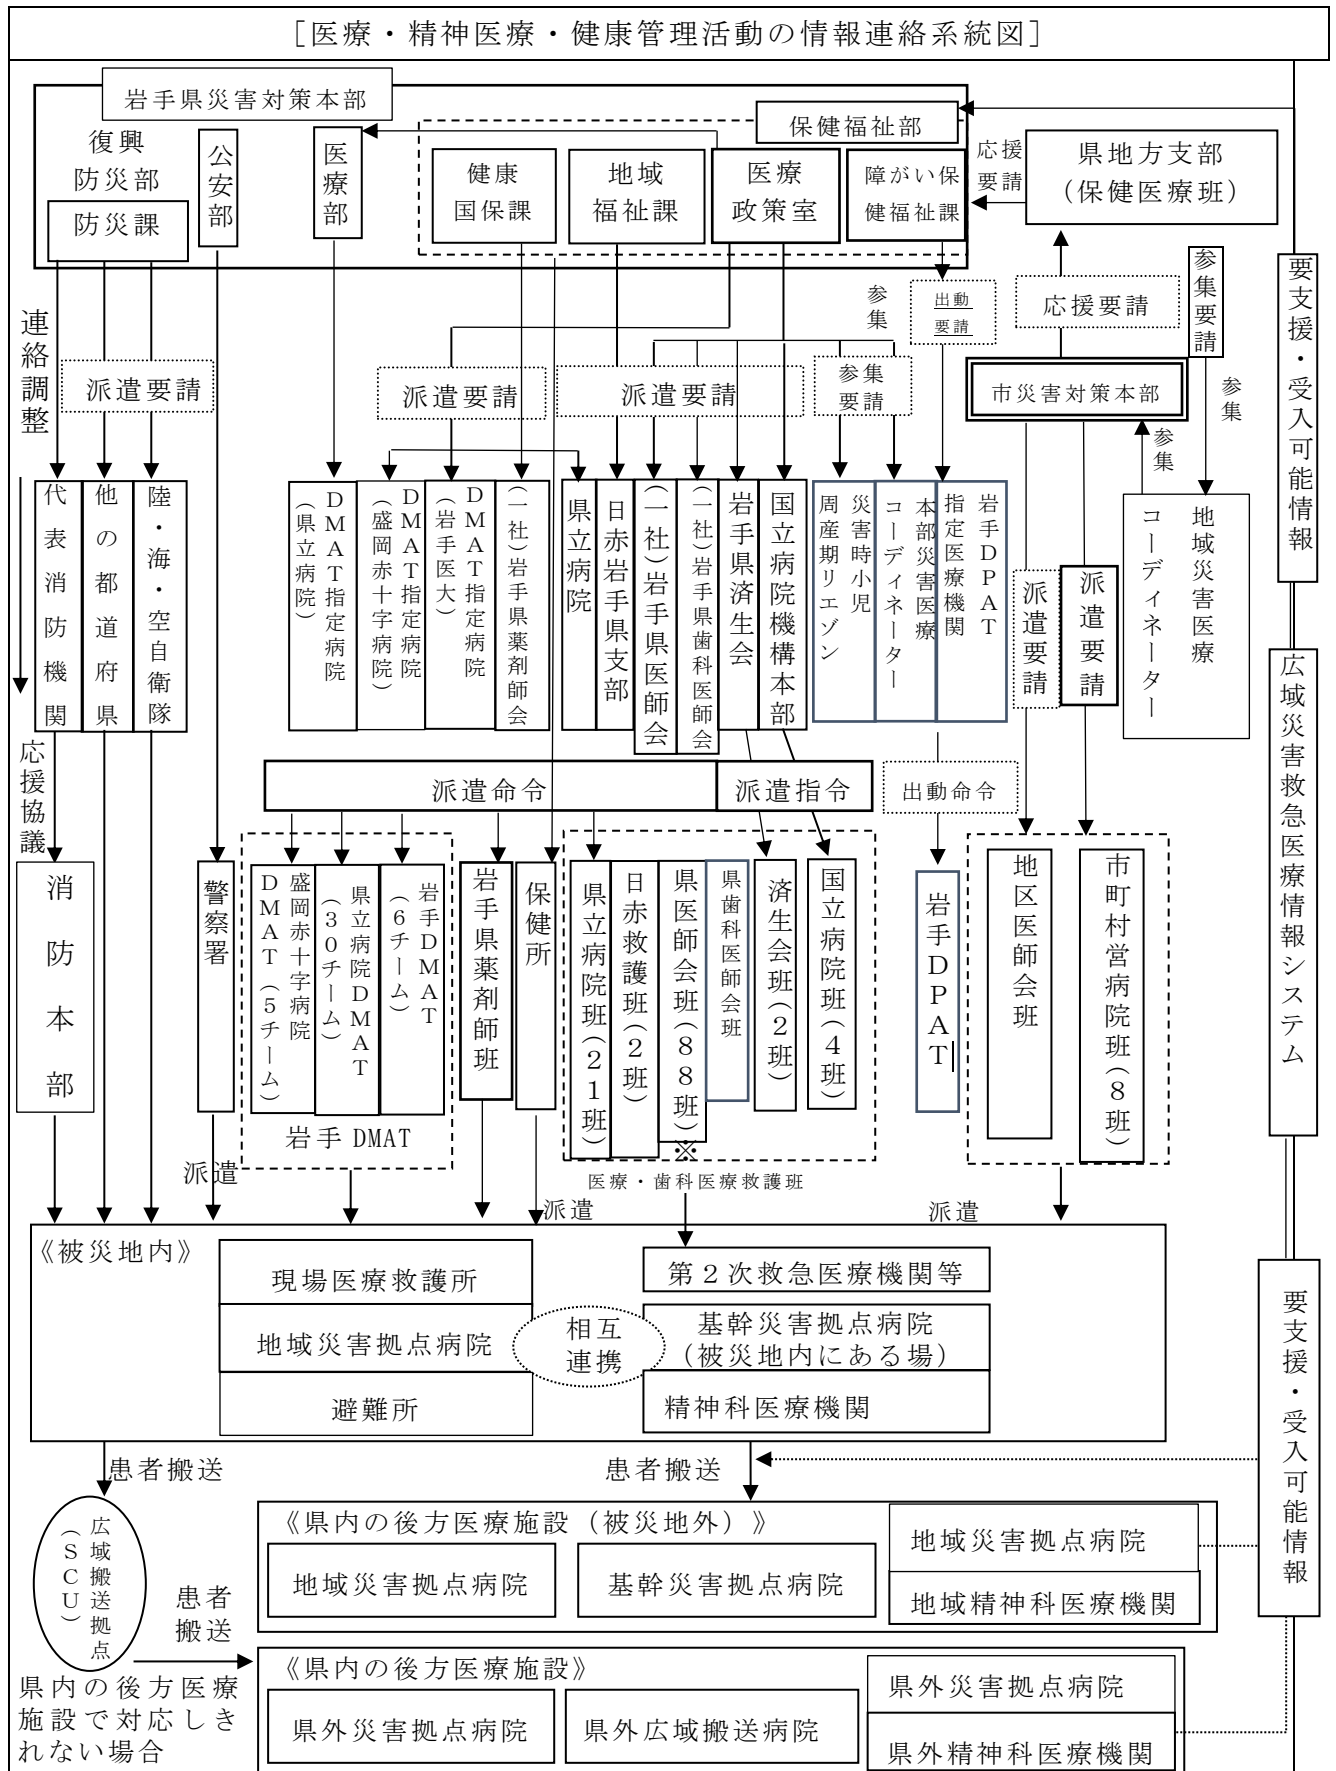 ［医療・精神医療・健康管理活動の情報連絡系統図］
岩手県災害対策本部
保健福祉部
復興
防災部
防災課
公安部
医療部
健康
国保課
地域
福祉課
医療
政策室
障がい保
健福祉課
応援
要請
県地方支部
（保健医療班）
連絡調整
派遣要請
派遣要請
派遣要請
参集
出動
要請
参集
要請
応援要請
参集要請
要支援・受入可能情報
市災害対策本部
参集
参集
代表消防機関
他の都道府県
陸・海・空自衛隊
DMAT指定病院
（県立病院）
DMAT指定病院
（盛岡赤十字病院）
DMAT指定病院
（岩手医大）
（一社）岩手県薬剤師会
県立病院
日赤岩手県支部
（一社）岩手県医師会
（一社）岩手県歯科医師会
岩手県済生会
国立病院機構本部
災害時小児
周産期リエゾン
本部災害医療
コーディネーター
岩手DPAT
指定医療機関
派遣要請
派遣要請
地域災害医療
コーディネーター
広域災害救急医療情報システム
応援協議
派遣命令
派遣指令
出動命令
消防本部
警察署
盛岡赤十字病院
DMAT（5チーム）
県立病院DMAT
（30チーム）
岩手DMAT
（6チーム）
岩手 DMAT
岩手県薬剤師班
保健所
県立病院班（21班）
日赤救護班（2班）
県医師会班（88班）※
県歯科医師会班
済生会班（2班）
国立病院班（4班）
医療・歯科医療救護班
岩手DPAT
地区医師会班
市町村営病院班（8班）
派遣
派遣
派遣
《被災地内》
現場医療救護所
地域災害拠点病院
避難所
相互
連携
第２次救急医療機関等
基幹災害拠点病院
（被災地内にある場）
精神科医療機関
要支援・受入可能情報
患者搬送
患者搬送
広域搬送拠点
（SCU）
患者
搬送
県内の後方医療
施設で対応しき
れない場合
《県内の後方医療施設（被災地外）》
地域災害拠点病院
基幹災害拠点病院
地域災害拠点病院
地域精神科医療機関
《県内の後方医療施設》
県外災害拠点病院
県外広域搬送病院
県外災害拠点病院
県外精神科医療機関